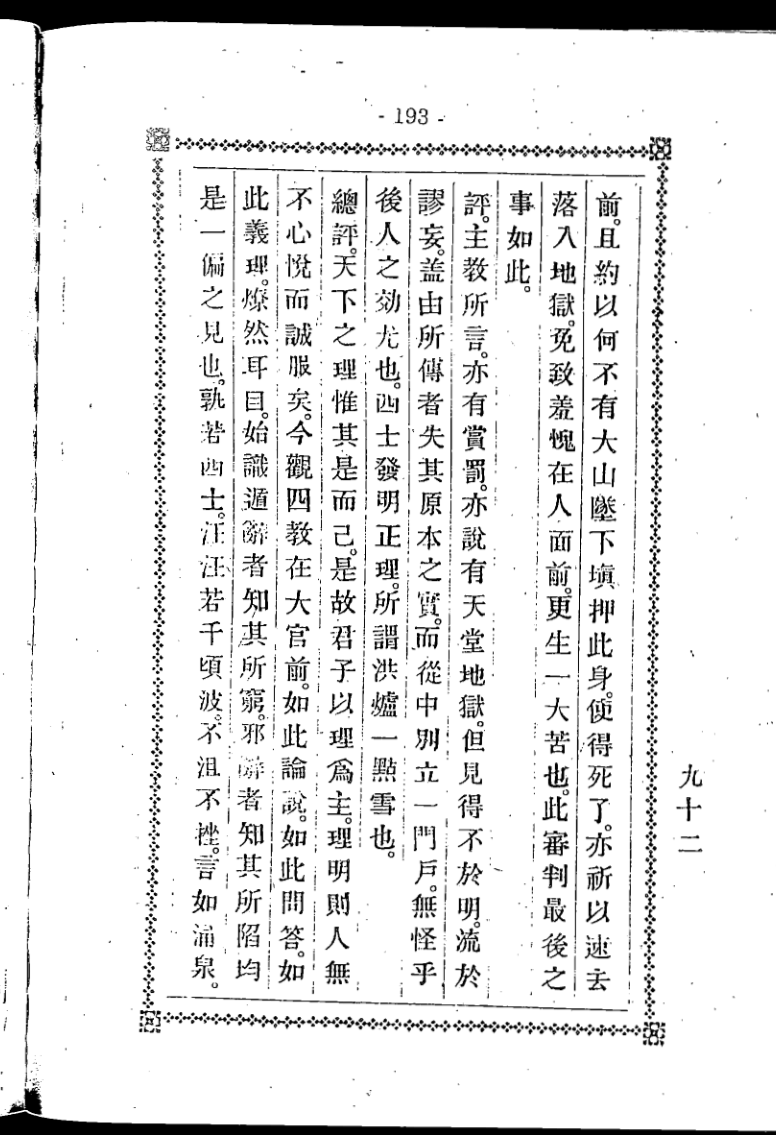 - 193 -
九十二
前。且約以何不有大山墜下塡押此身。使得死了。亦祈以速去
落入地獄。免致羞愧在人面前。更生一大苦也。此審判最後之
事如此。
評。主教所言。亦有賞罰。亦說有天堂地獄。但見得不於明。流於
謬妄。盖由所傳者失其原本之實。而從中別立一門戶。無怪乎
後人之効尤也。西士發明正理。所謂洪爐一點雪也。
總評。天下之理惟其是而己。是故君子以理爲主。理明則人無
不心悅而誠服矣。今觀四教在大官前。如此論說。如此問答。如
此義理。燎然耳目。始識遁辭者知其所窮。邪辭者知其所陷均
是一偏之見也。孰若西士。汪汪若千頃波。不沮不挫。言如涌泉。